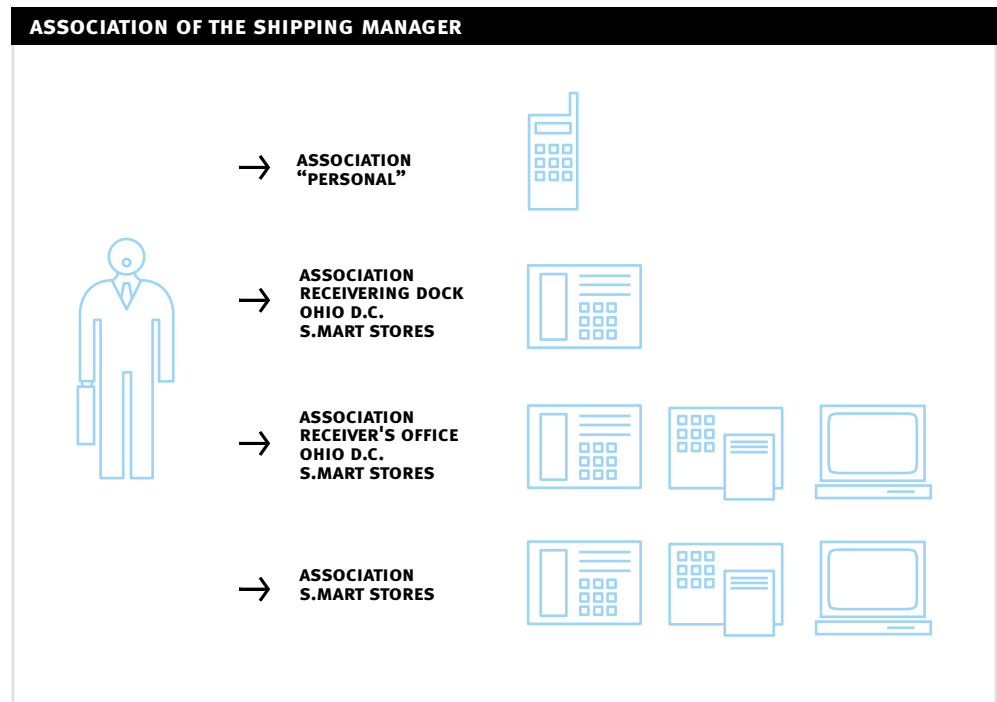 ASSOCIATION OF THE SHIPPING MANAGER
ASSOCIATION
“PERSONAL”
ASSOCIATION
RECEIVERING DOCK
OHIO D.C.
S.MART STORES
ASSOCIATION
RECEIVER'S OFFICE
OHIO D.C.
S.MART STORES
ASSOCIATION
S.MART STORES